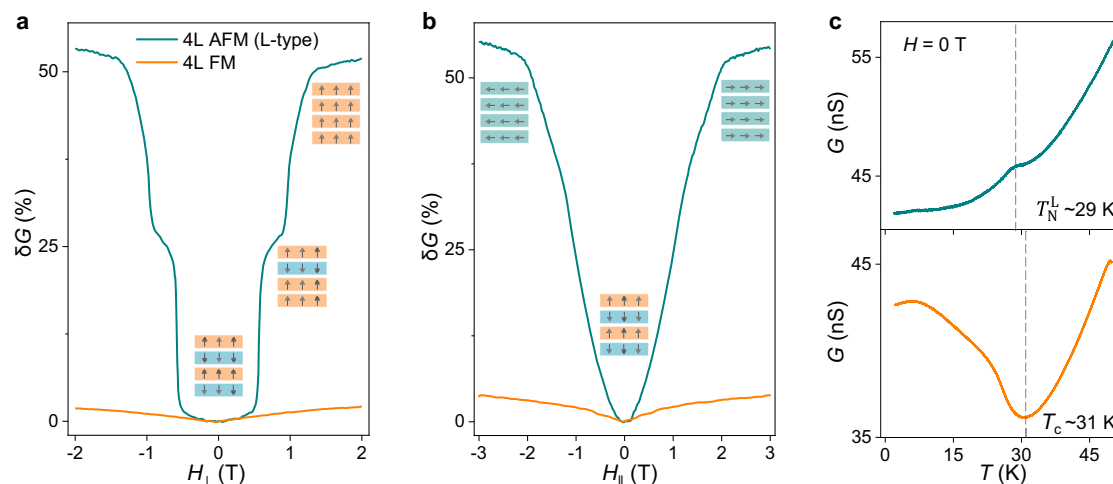 a
4L AFM (L-type)
4L FM
50
25
0
δG (%)
-2
-1
0
1
2
H⊥ (T)
b
50
25
0
δG (%)
-3
-2
-1
0
1
2
3
H∥ (T)
c
H = 0 T
55
45
G (nS)
T_N^L ~29 K
45
35
G (nS)
T_c ~31 K
0
15
30
45
T (K)